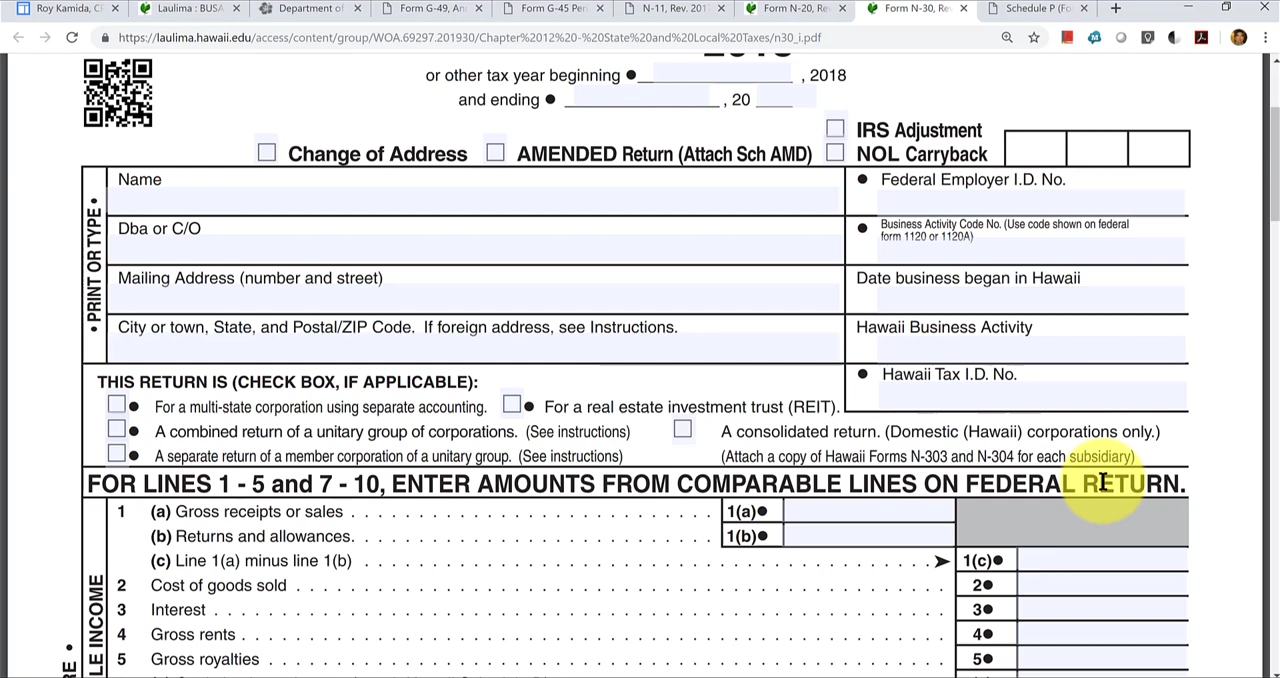 Roy Kamida, CF
Laulima : BUSA
Department of
Form G-49, An
Form G-45 Per
N-11, Rev. 201
Form N-20, Rev
Form N-30, Rev.
Schedule P (Fo
https://laulima.hawaii.edu/access/content/group/WOA.69297.201930/Chapter%2012%20-%20State%20and%20Local%20Taxes/n30_i.pdf
or other tax year beginning ● , 2018
and ending ● , 20
IRS Adjustment
Change of Address AMENDED Return (Attach Sch AMD) NOL Carryback
• PRINT OR TYPE •
Name
● Federal Employer I.D. No.
Dba or C/O
● Business Activity Code No. (Use code shown on federal
form 1120 or 1120A)
Mailing Address (number and street)
Date business began in Hawaii
City or town, State, and Postal/ZIP Code. If foreign address, see Instructions.
Hawaii Business Activity
● Hawaii Tax I.D. No.
THIS RETURN IS (CHECK BOX, IF APPLICABLE):
● For a multi-state corporation using separate accounting. ● For a real estate investment trust (REIT).
● A combined return of a unitary group of corporations. (See instructions) A consolidated return. (Domestic (Hawaii) corporations only.)
● A separate return of a member corporation of a unitary group. (See instructions) (Attach a copy of Hawaii Forms N-303 and N-304 for each subsidiary)
FOR LINES 1 - 5 and 7 - 10, ENTER AMOUNTS FROM COMPARABLE LINES ON FEDERAL RETURN.
1 (a) Gross receipts or sales 1(a)●
(b) Returns and allowances. 1(b)●
(c) Line 1(a) minus line 1(b) ➤ 1(c)●
2 Cost of goods sold 2●
3 Interest 3●
4 Gross rents 4●
5 Gross royalties 5●
LE INCOME